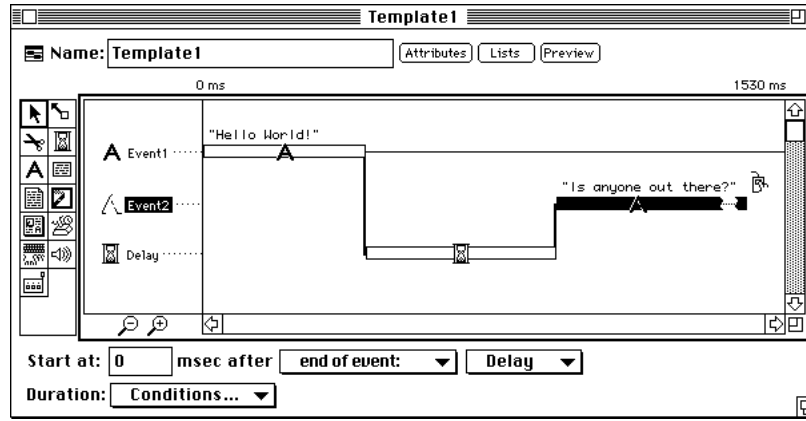 Template1
Name: Template1 Attributes Lists Preview
0 ms 1530 ms
"Hello World!"
A Event1
"Is anyone out there?"
Event2
Delay
Start at: 0 msec after end of event: Delay
Duration: Conditions...